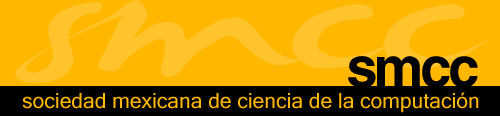 smcc
smcc
sociedad mexicana de ciencia de la computación